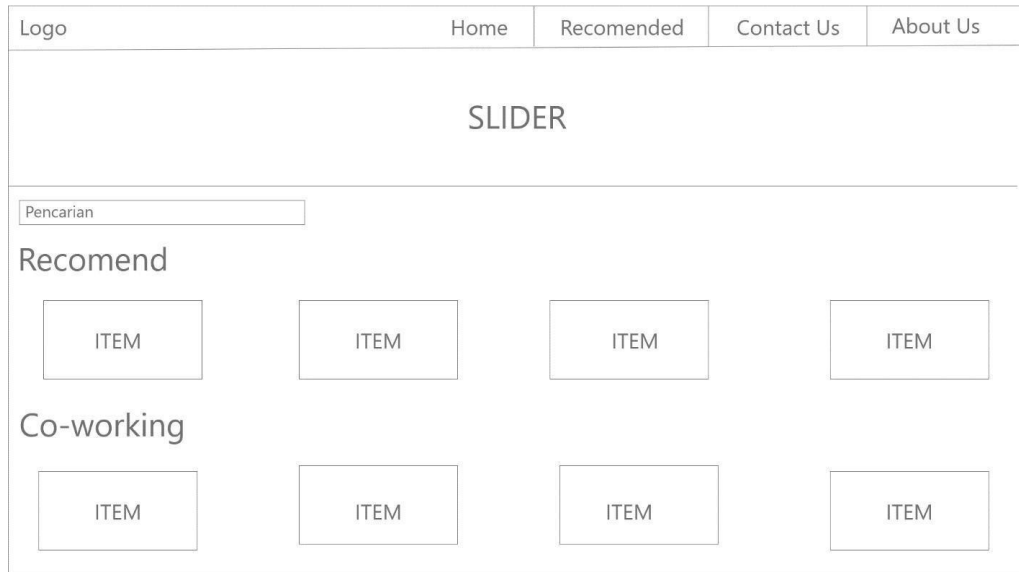 Logo Home Recomended Contact Us About Us
SLIDER
Pencarian
Recomend
ITEM ITEM ITEM ITEM
Co-working
ITEM ITEM ITEM ITEM